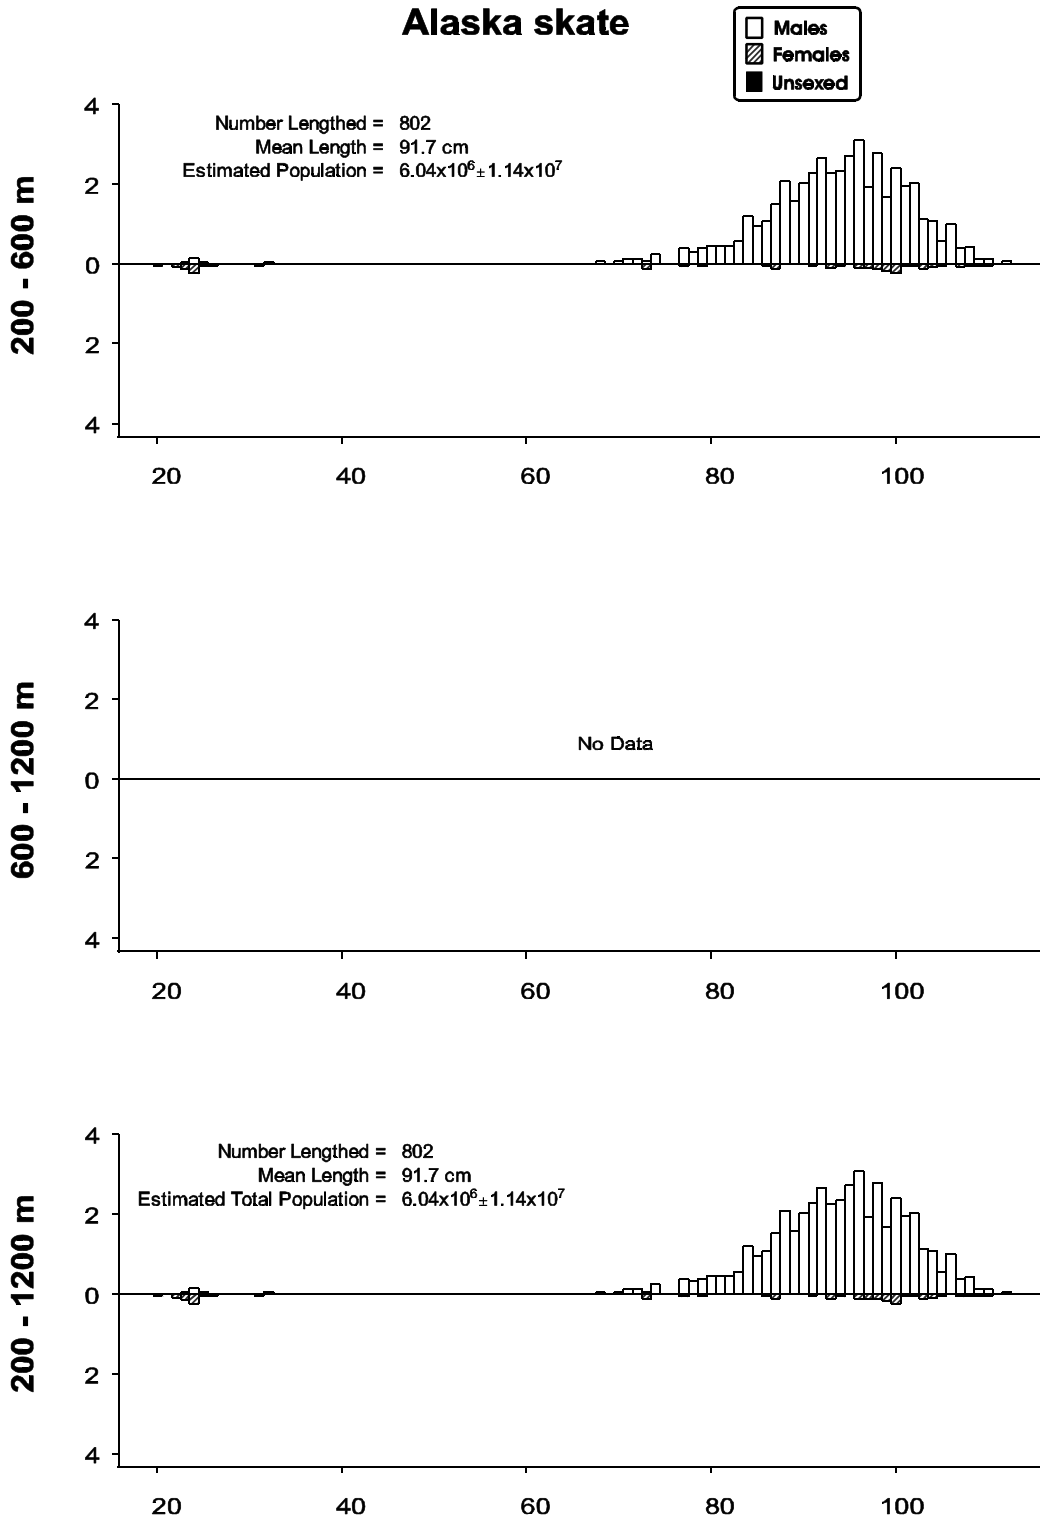 Alaska skate
Males
Females
Unsexed
200 - 600 m
4
2
0
2
4
Number Lengthed = 802
Mean Length = 91.7 cm
Estimated Population = 6.04x10⁶±1.14x10⁷
20 40 60 80 100
600 - 1200 m
4
2
0
2
4
No Data
20 40 60 80 100
200 - 1200 m
4
2
0
2
4
Number Lengthed = 802
Mean Length = 91.7 cm
Estimated Total Population = 6.04x10⁶±1.14x10⁷
20 40 60 80 100